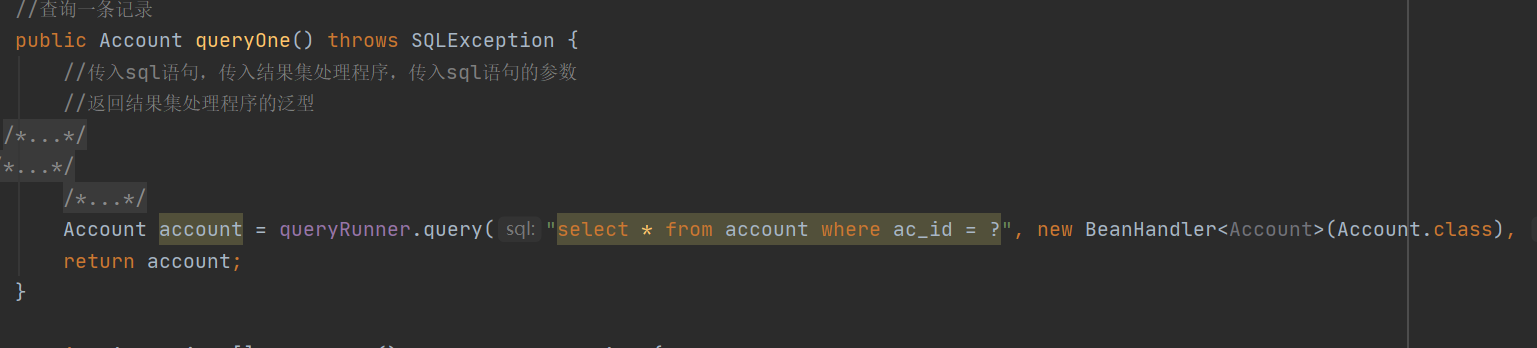 //查询一条记录
public Account queryOne() throws SQLException {
//传入sql语句，传入结果集处理程序，传入sql语句的参数
//返回结果集处理程序的泛型
/*...*/
*...*/
/*...*/
Account account = queryRunner.query( sql: "select * from account where ac_id = ?", new BeanHandler<Account>(Account.class),
return account;
}